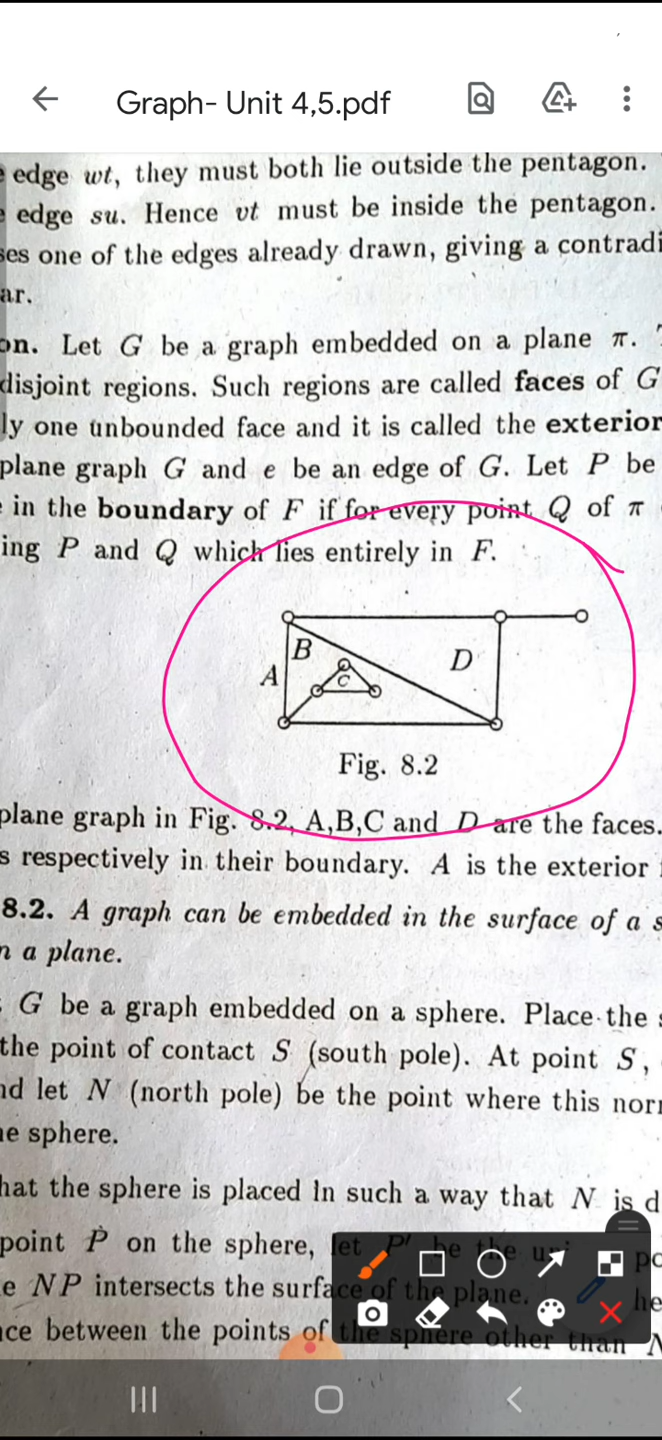 Graph- Unit 4,5.pdf
edge wt, they must both lie outside the pentagon.
edge su. Hence vt must be inside the pentagon.
ses one of the edges already drawn, giving a contradi
ar.
on. Let G be a graph embedded on a plane π.
disjoint regions. Such regions are called faces of G
ly one unbounded face and it is called the exterior
plane graph G and e be an edge of G. Let P be
in the boundary of F if for every point Q of π
ing P and Q which lies entirely in F.
B
D
A
C
Fig. 8.2
plane graph in Fig. 8.2, A,B,C and D are the faces.
s respectively in their boundary. A is the exterior
8.2. A graph can be embedded in the surface of a s
n a plane.
G be a graph embedded on a sphere. Place the
the point of contact S (south pole). At point S,
nd let N (north pole) be the point where this norm
he sphere.
hat the sphere is placed in such a way that N is d
point P on the sphere, let P' be the
e NP intersects the surface of the plane.
nce between the points of the sphere other than N